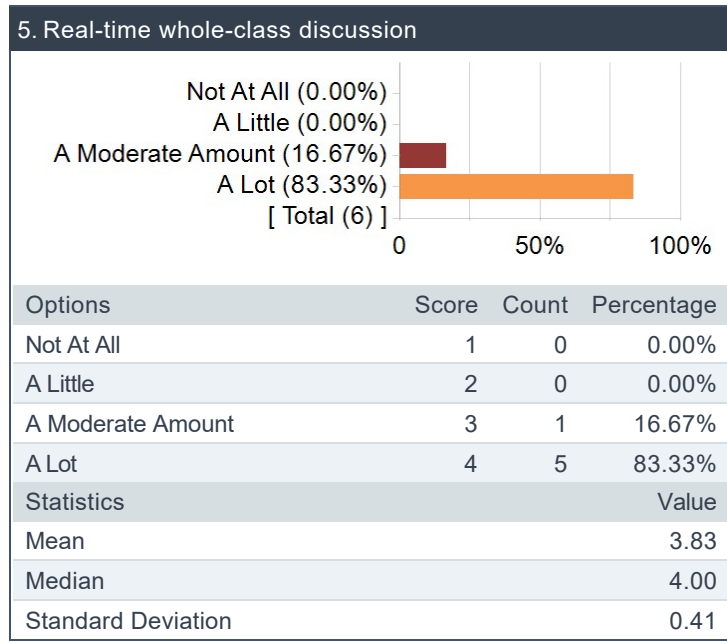 5. Real-time whole-class discussion
Not At All (0.00%)
A Little (0.00%)
A Moderate Amount (16.67%)
A Lot (83.33%)
[ Total (6) ]
0 50% 100%
Options Score Count Percentage
Not At All 1 0 0.00%
A Little 2 0 0.00%
A Moderate Amount 3 1 16.67%
A Lot 4 5 83.33%
Statistics Value
Mean 3.83
Median 4.00
Standard Deviation 0.41